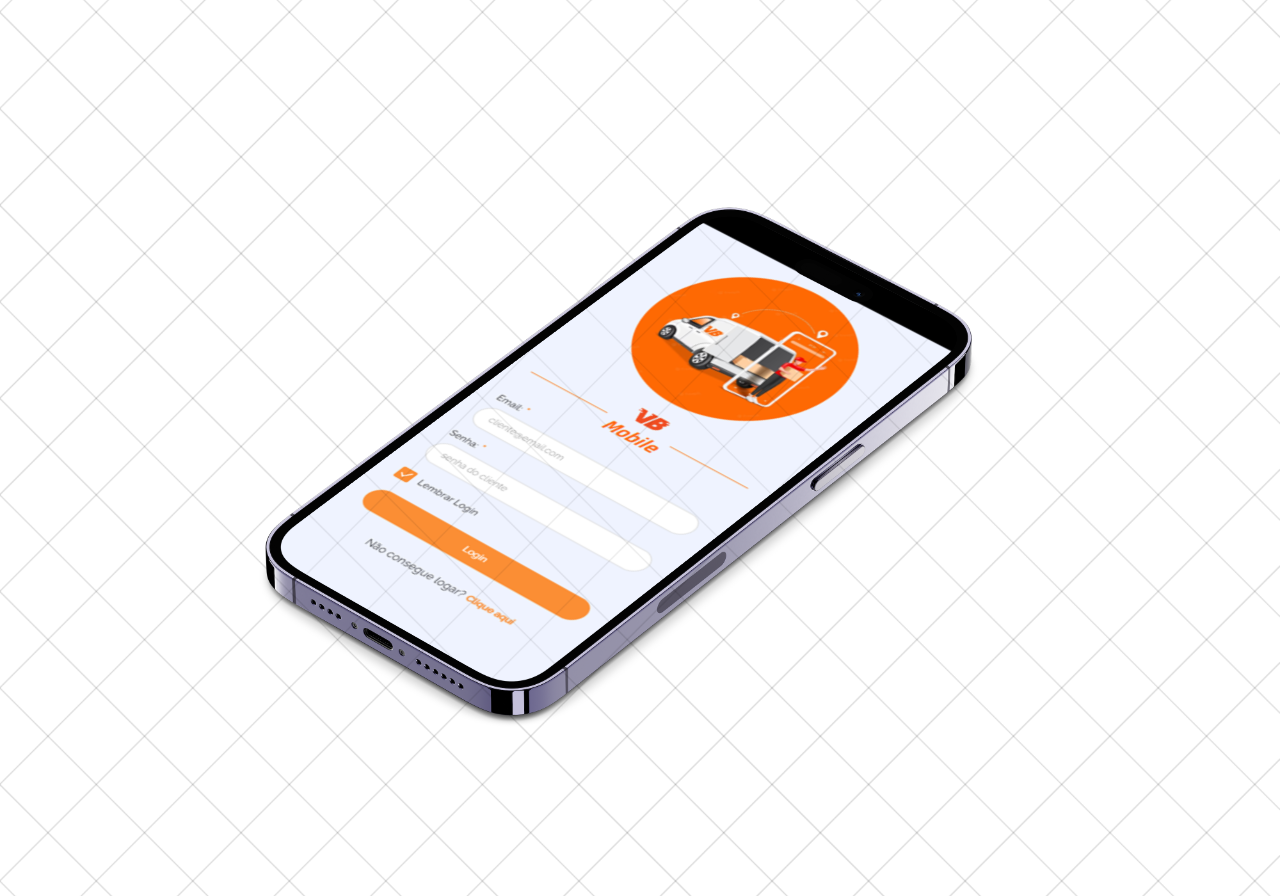 VB
VB
Mobile
Email: *
cliente@email.com
Senha: *
senha do cliente
Lembrar Login
Login
Não consegue logar? Clique aqui